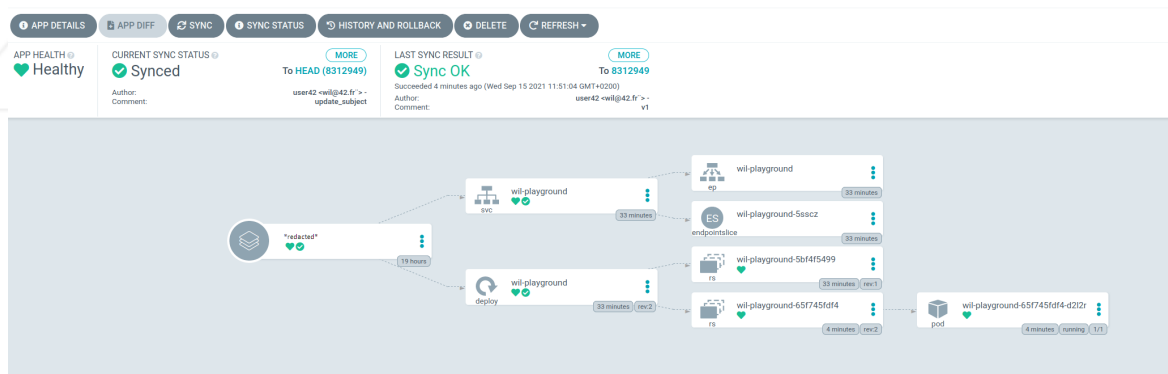 APP DETAILS APP DIFF SYNC SYNC STATUS HISTORY AND ROLLBACK DELETE REFRESH
APP HEALTH
Healthy
CURRENT SYNC STATUS MORE
Synced To HEAD (8312949)
Author: user42 <wil@42.fr¨> -
Comment: update_subject
LAST SYNC RESULT MORE
Sync OK To 8312949
Succeeded 4 minutes ago (Wed Sep 15 2021 11:51:04 GMT+0200)
Author: user42 <wil@42.fr¨> -
Comment: v1
*redacted*
19 hours
wil-playground
svc
33 minutes
wil-playground
deploy
33 minutes rev:2
wil-playground
ep
33 minutes
ES
wil-playground-5sscz
endpointslice
33 minutes
wil-playground-5bf4f5499
rs
33 minutes rev:1
wil-playground-65f745fdf4
rs
4 minutes rev:2
wil-playground-65f745fdf4-d2l2r
pod
4 minutes running 1/1